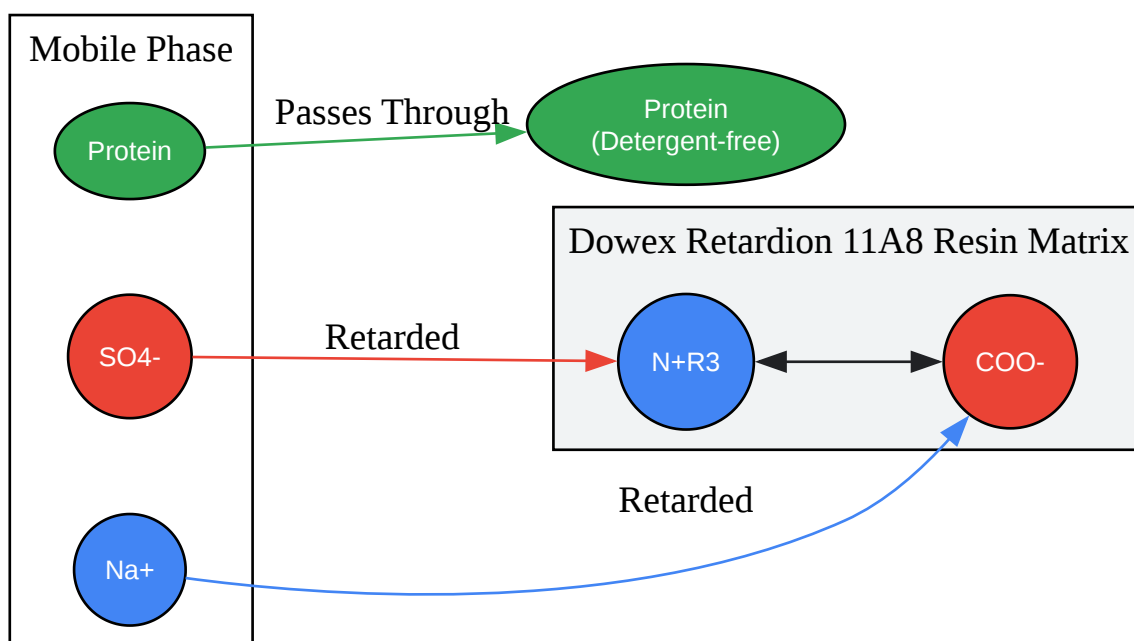 Mobile Phase
Protein
Passes Through
Protein
(Detergent-free)
Dowex Retardion 11A8 Resin Matrix
SO4-
Retarded
N+R3
COO-
Retarded
Na+